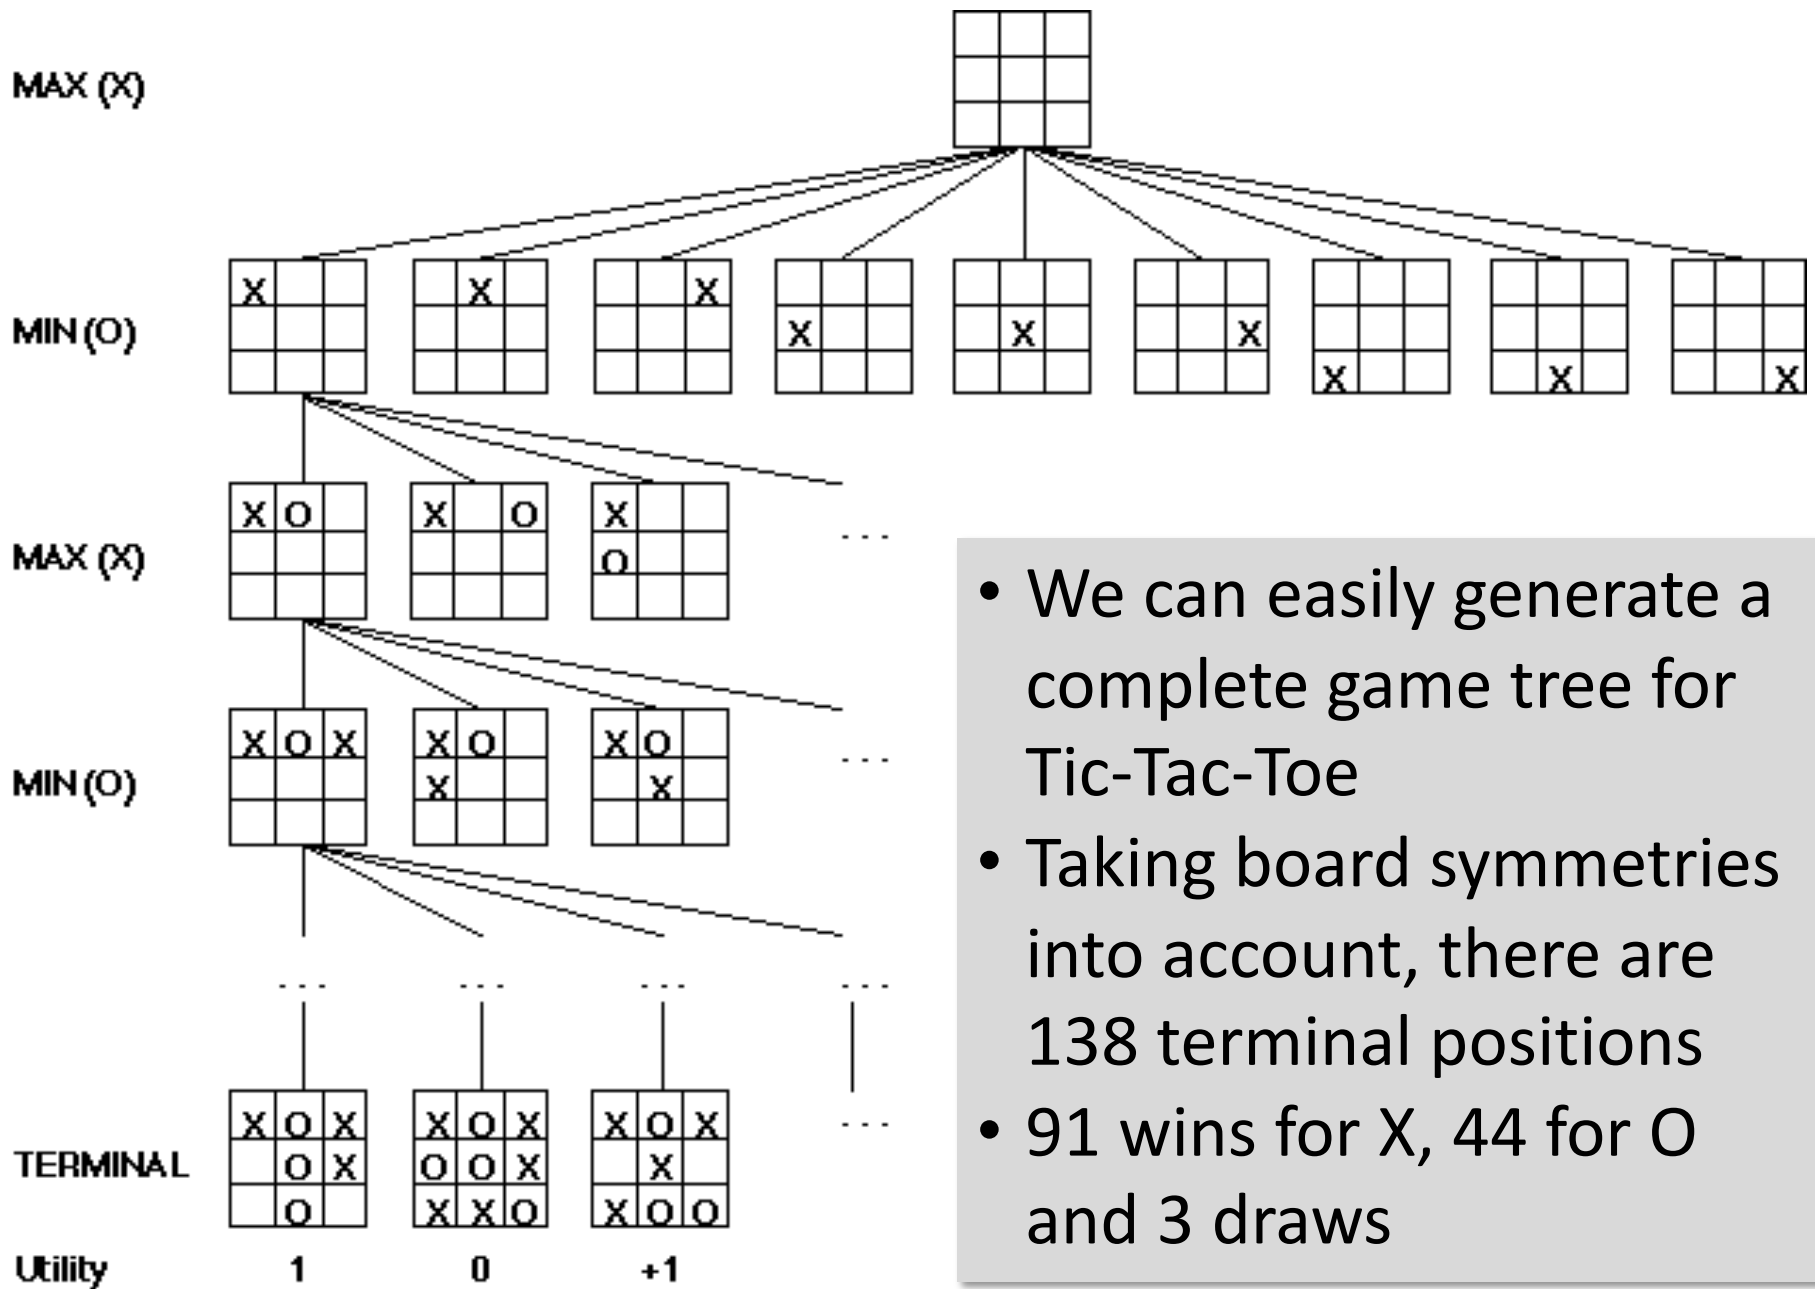 MAX (X)
X X X X X X X X X
MIN (O)
X O X O X
MAX (X)
O
...
X O X X O X O
MIN (O)
X X
...
... ... ... ...
X O X X O X X O X
...
TERMINAL
O X O O X X
O X X O X O O
Utility 1 0 +1
• We can easily generate a
complete game tree for
Tic-Tac-Toe
• Taking board symmetries
into account, there are
138 terminal positions
• 91 wins for X, 44 for O
and 3 draws